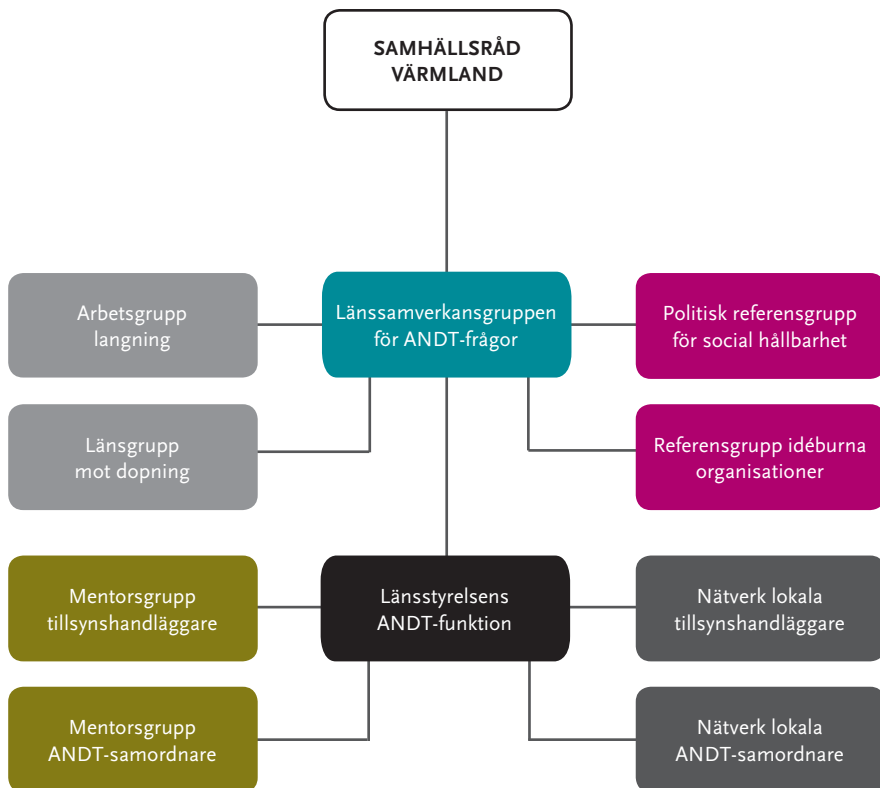 SAMHÄLLSRÅD
VÄRMLAND
Arbetsgrupp
langning
Länssamverkansgruppen
för ANDT-frågor
Politisk referensgrupp
för social hållbarhet
Länsgrupp
mot dopning
Referensgrupp idéburna
organisationer
Mentorsgrupp
tillsynshandläggare
Länsstyrelsens
ANDT-funktion
Nätverk lokala
tillsynshandläggare
Mentorsgrupp
ANDT-samordnare
Nätverk lokala
ANDT-samordnare